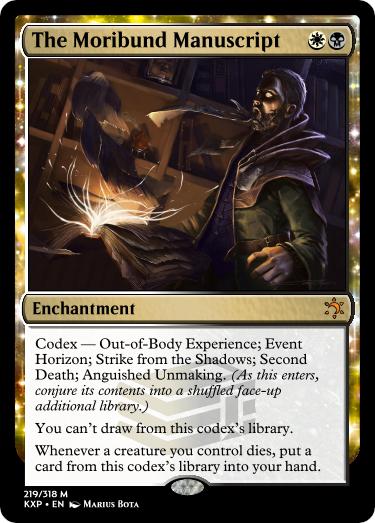 The Moribund Manuscript
Enchantment
Codex — Out-of-Body Experience; Event
Horizon; Strike from the Shadows; Second
Death; Anguished Unmaking. (As this enters,
conjure its contents into a shuffled face-up
additional library.)
You can't draw from this codex's library.
Whenever a creature you control dies, put a
card from this codex's library into your hand.
219/318 M
KXP • EN Marius Bota